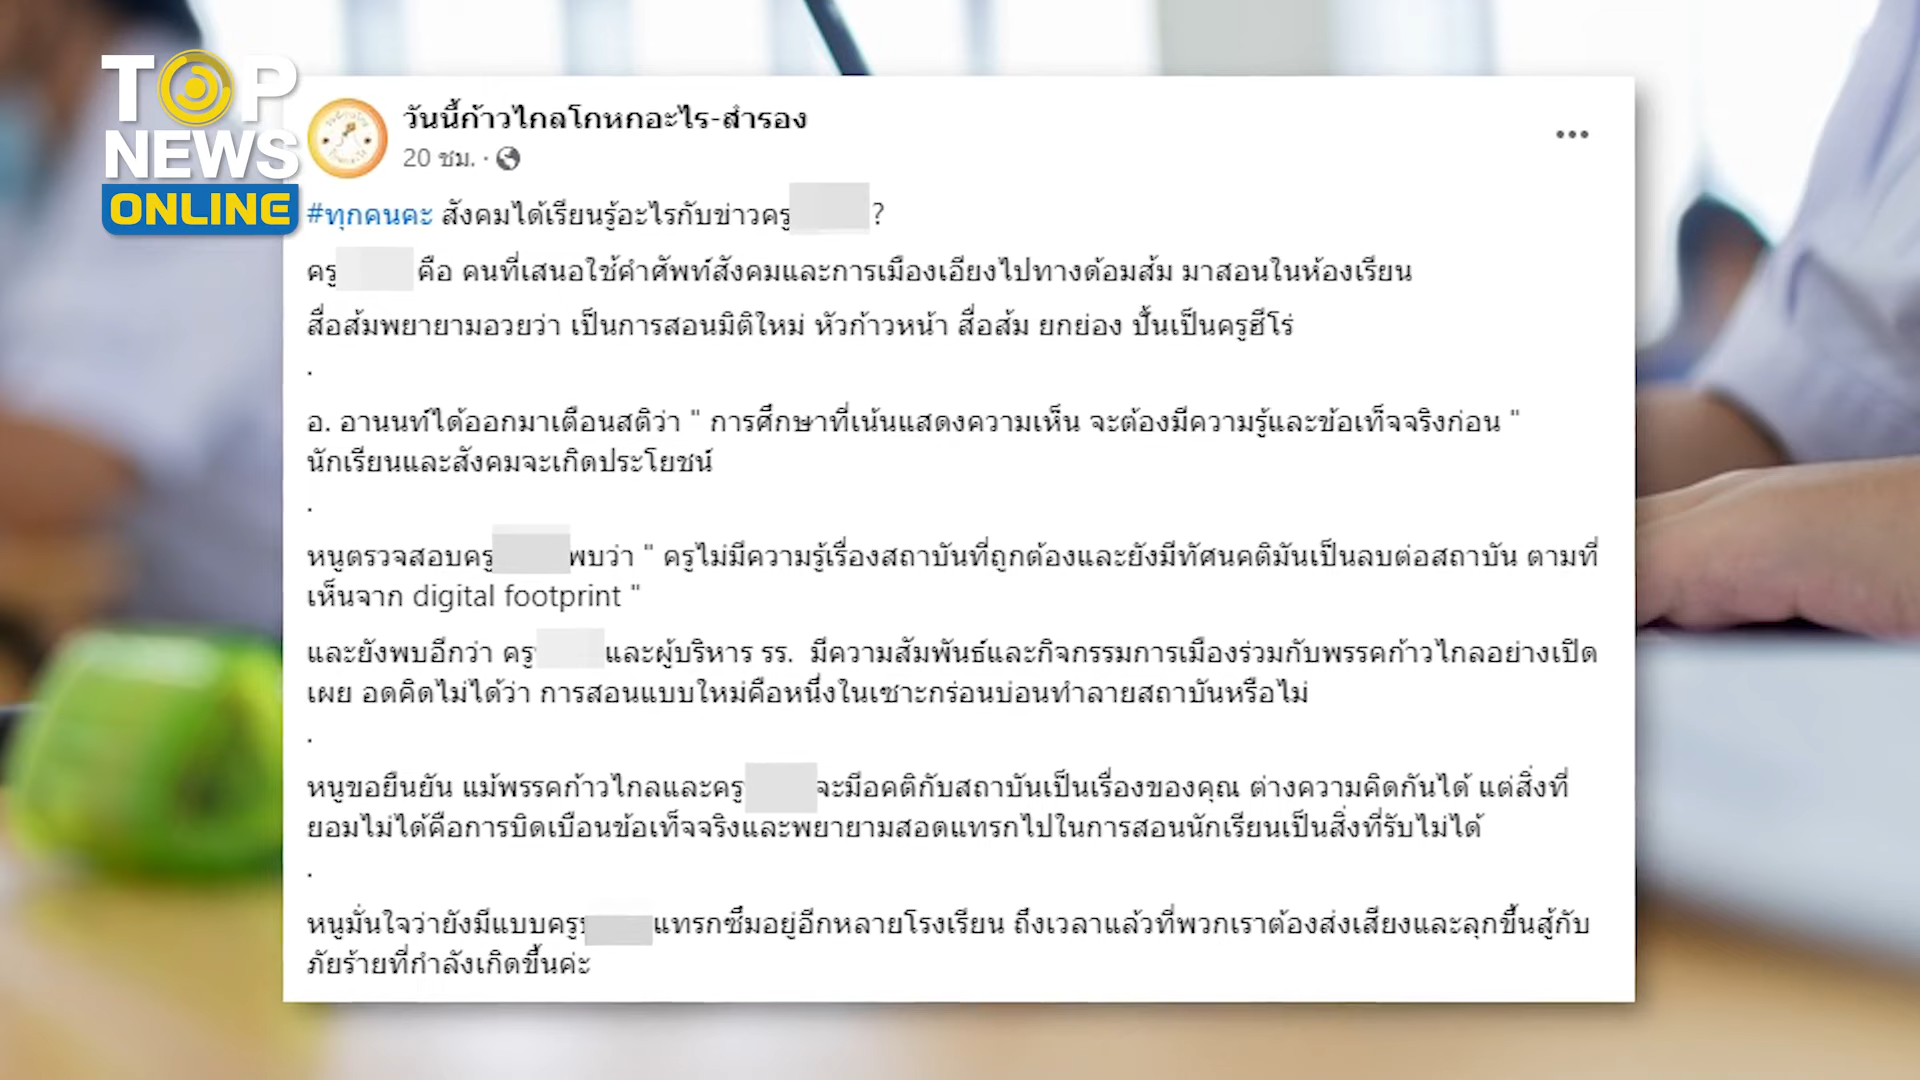 TOP
NEWS
ONLINE
วันนี้ก้าวไกลโกหกอะไร-สำรอง
20 ชม. ·
#ทุกคนคะ สังคมได้เรียนรู้อะไรกับข่าวครู ?
ครู คือ คนที่เสนอใช้คำศัพท์สังคมและการเมืองเอียงไปทางด้อมส้ม มาสอนในห้องเรียน
สื่อส้มพยายามอวยว่า เป็นการสอนมิติใหม่ หัวก้าวหน้า สื่อส้ม ยกย่อง ปั้นเป็นครูฮีโร่
.
อ. อานนท์ได้ออกมาเตือนสติว่า " การศึกษาที่เน้นแสดงความเห็น จะต้องมีความรู้และข้อเท็จจริงก่อน "
นักเรียนและสังคมจะเกิดประโยชน์
.
หนูตรวจสอบครู พบว่า " ครูไม่มีความรู้เรื่องสถาบันที่ถูกต้องและยังมีทัศนคติมันเป็นลบต่อสถาบัน ตามที่
เห็นจาก digital footprint "
และยังพบอีกว่า ครู และผู้บริหาร รร. มีความสัมพันธ์และกิจกรรมการเมืองร่วมกับพรรคก้าวไกลอย่างเปิด
เผย อดคิดไม่ได้ว่า การสอนแบบใหม่คือหนึ่งในเซาะกร่อนบ่อนทำลายสถาบันหรือไม่
.
หนูขอยืนยัน แม้พรรคก้าวไกลและครู จะมีอคติกับสถาบันเป็นเรื่องของคุณ ต่างความคิดกันได้ แต่สิ่งที่
ยอมไม่ได้คือการบิดเบือนข้อเท็จจริงและพยายามสอดแทรกไปในการสอนนักเรียนเป็นสิ่งที่รับไม่ได้
.
หนูมั่นใจว่ายังมีแบบครู แทรกซึมอยู่อีกหลายโรงเรียน ถึงเวลาแล้วที่พวกเราต้องส่งเสียงและลุกขึ้นสู้กับ
ภัยร้ายที่กำลังเกิดขึ้นค่ะ